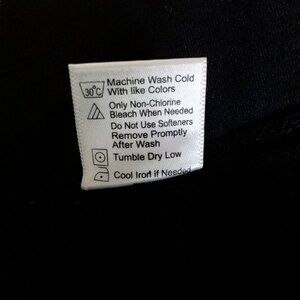 Machine Wash Cold
30°C With like Colors
Only Non-Chlorine
Bleach When Needed
Do Not Use Softeners
Remove Promptly
After Wash
Tumble Dry Low
Cool Iron if Needed